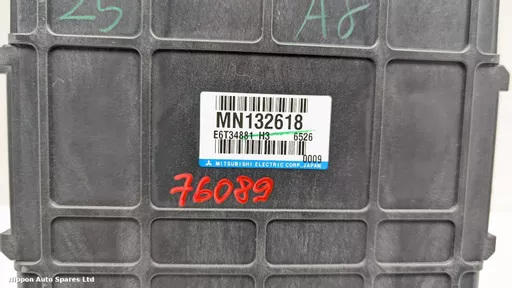 25 A8
MN132618
E6T34881 H3 6526
0009
MITSUBISHI ELECTRIC CORP. JAPAN
76089
Nippon Auto Spares Ltd